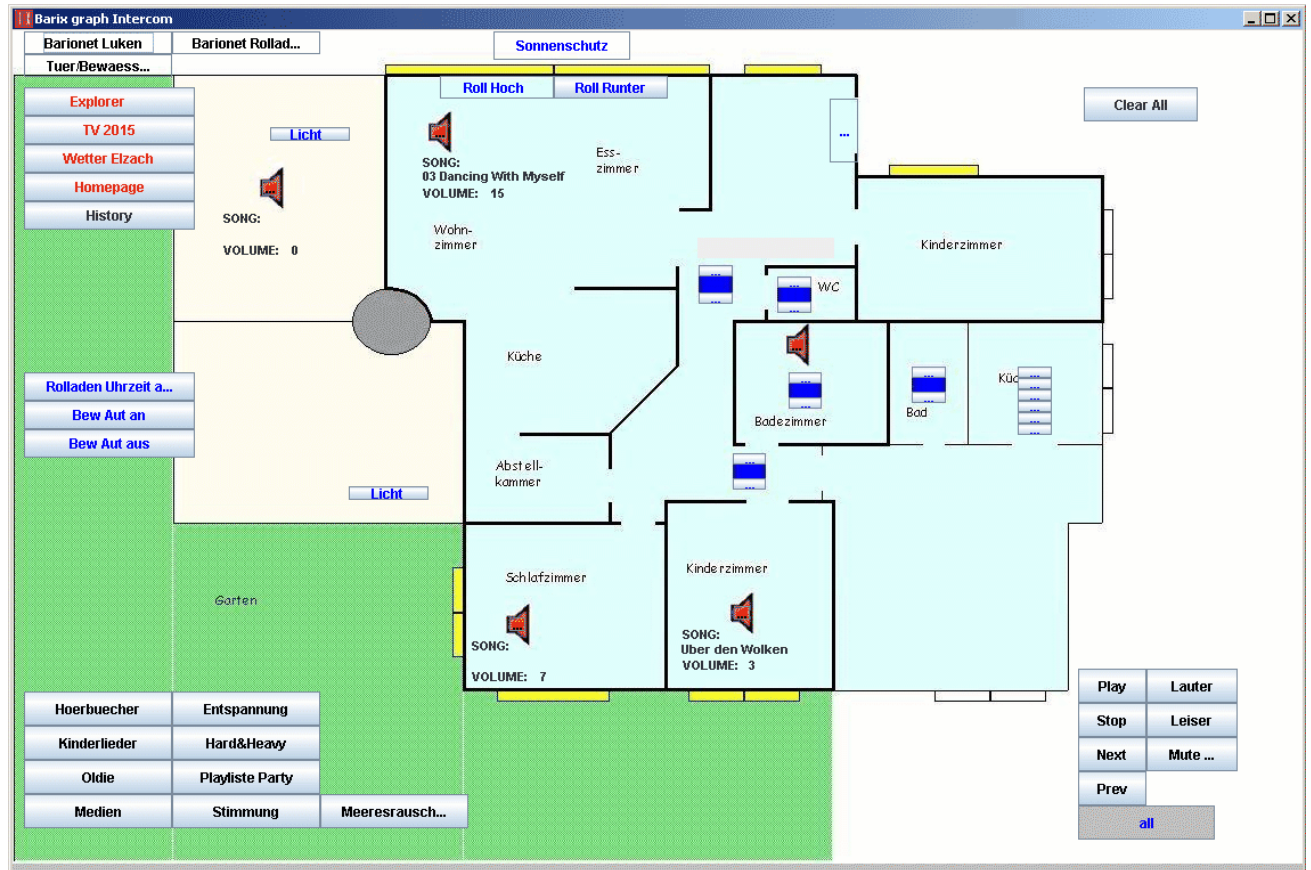 Barix graph Intercom
Barionet Luken
Barionet Rollad...
Sonnenschutz
Tuer/Bewaess...
Roll Hoch
Roll Runter
Explorer
TV 2015
Wetter Elzach
Homepage
History
Licht
Clear All
...
SONG:
03 Dancing With Myself
VOLUME: 15
Ess-
zimmer
SONG:
VOLUME: 0
Wohn-
zimmer
Kinderzimmer
...
...
...
...
WC
Küche
Rolladen Uhrzeit a...
Bew Aut an
Bew Aut aus
...
...
Badezimmer
...
...
Bad
Küc
...
...
...
...
...
...
...
Abstell-
kammer
...
...
Licht
Schlafzimmer
SONG:
VOLUME: 7
Kinderzimmer
SONG:
Uber den Wolken
VOLUME: 3
Garten
Hoerbuecher
Entspannung
Kinderlieder
Hard&Heavy
Oldie
Playliste Party
Medien
Stimmung
Meeresrausch...
Play
Lauter
Stop
Leiser
Next
Mute ...
Prev
all